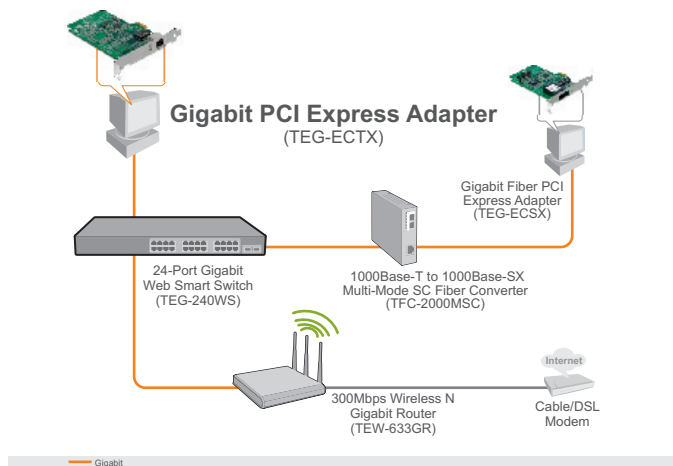 Gigabit PCI Express Adapter
(TEG-ECTX)
Gigabit Fiber PCI
Express Adapter
(TEG-ECSX)
24-Port Gigabit
Web Smart Switch
(TEG-240WS)
1000Base-T to 1000Base-SX
Multi-Mode SC Fiber Converter
(TFC-2000MSC)
Internet
300Mbps Wireless N
Gigabit Router
(TEW-633GR)
Cable/DSL
Modem
Gigabit